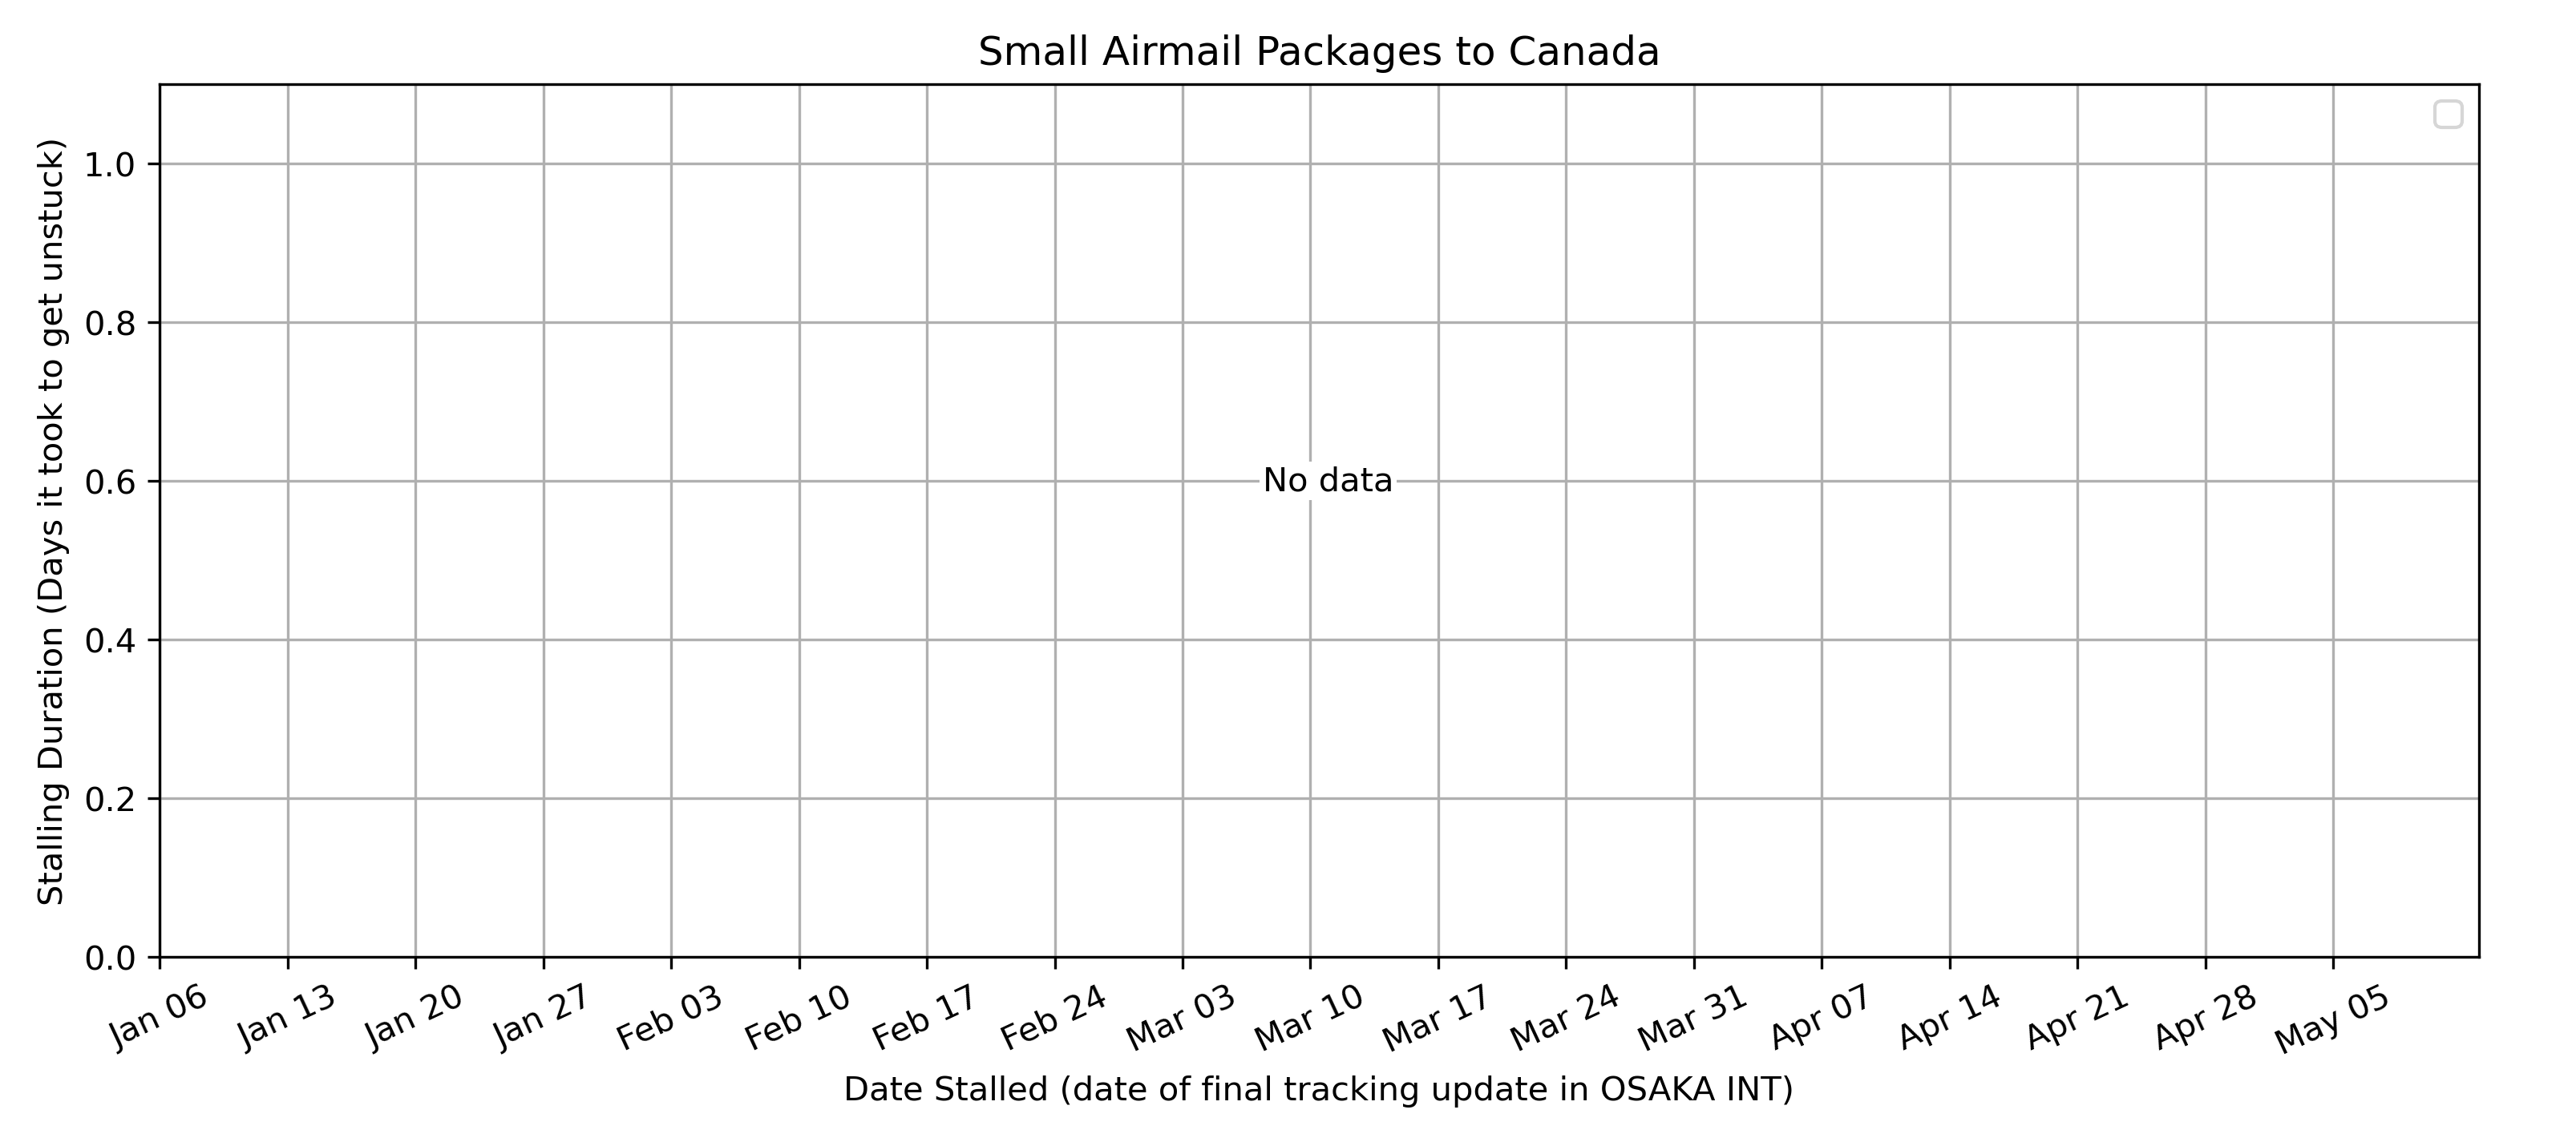 Small Airmail Packages to Canada
Stalling Duration (Days it took to get unstuck)
1.0
0.8
0.6
0.4
0.2
0.0
No data
Jan 06
Jan 13
Jan 20
Jan 27
Feb 03
Feb 10
Feb 17
Feb 24
Mar 03
Mar 10
Mar 17
Mar 24
Mar 31
Apr 07
Apr 14
Apr 21
Apr 28
May 05
Date Stalled (date of final tracking update in OSAKA INT)